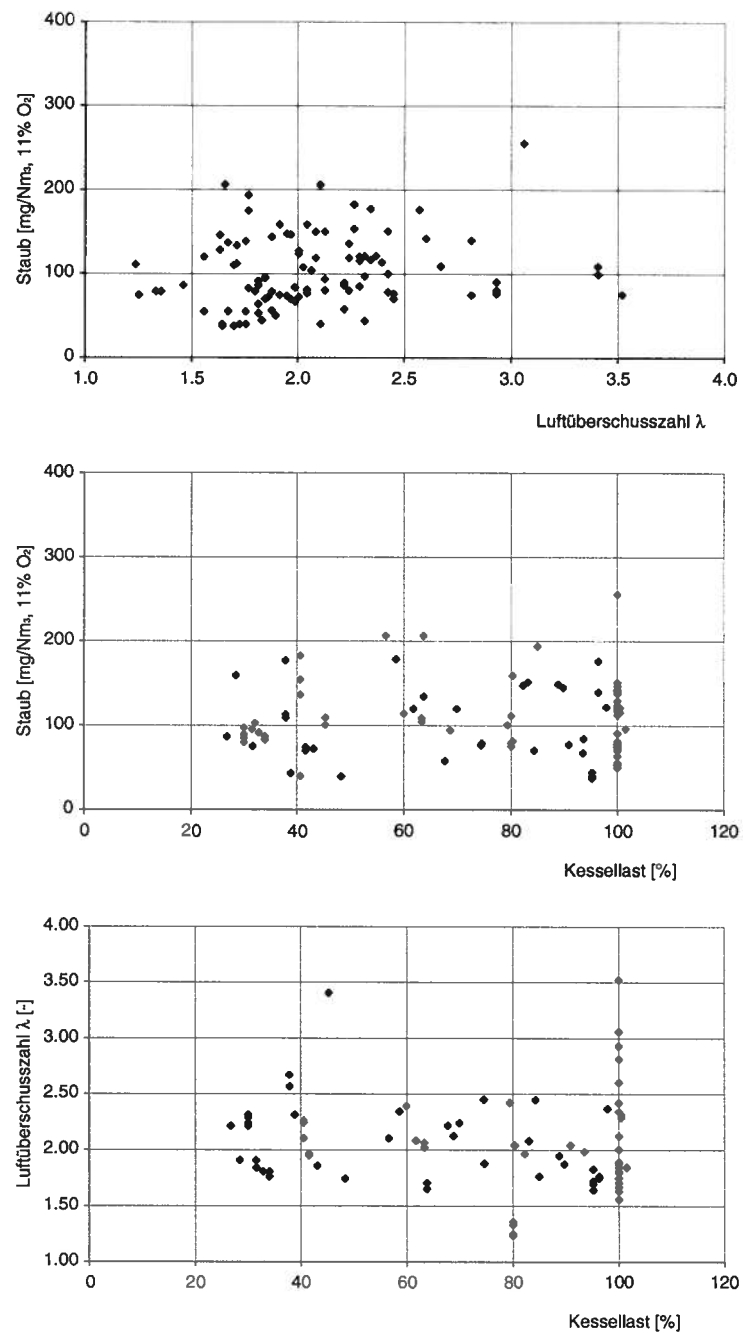 400
300
200
100
0
Staub [mg/Nm3, 11% O2]
1.0 1.5 2.0 2.5 3.0 3.5 4.0
Luftüberschusszahl λ
400
300
200
100
0
Staub [mg/Nm3, 11% O2]
0 20 40 60 80 100 120
Kessellast [%]
4.00
3.50
3.00
2.50
2.00
1.50
1.00
Luftüberschusszahl λ [-]
0 20 40 60 80 100 120
Kessellast [%]